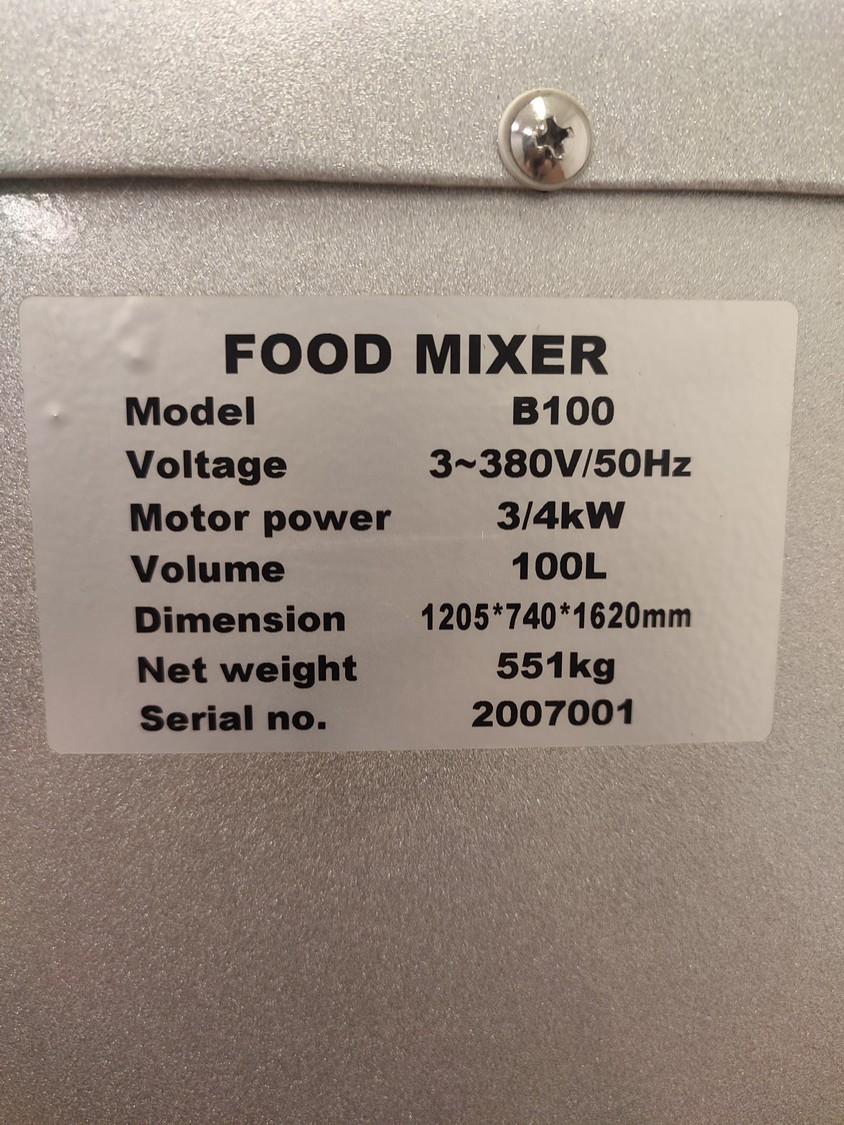 FOOD MIXER
Model B100
Voltage 3~380V/50Hz
Motor power 3/4kW
Volume 100L
Dimension 1205*740*1620mm
Net weight 551kg
Serial no. 2007001